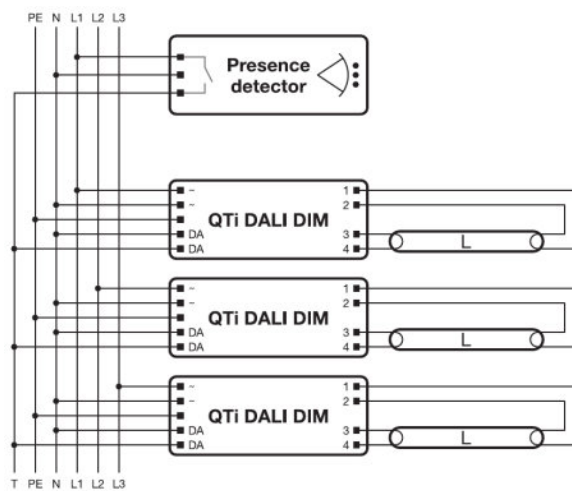 PE N L1 L2 L3
Presence
detector
~ 1
~ 2
QTi DALI DIM
DA 3
DA 4
L
~ 1
~ 2
QTi DALI DIM
DA 3
DA 4
L
~ 1
~ 2
QTi DALI DIM
DA 3
DA 4
L
T PE N L1 L2 L3